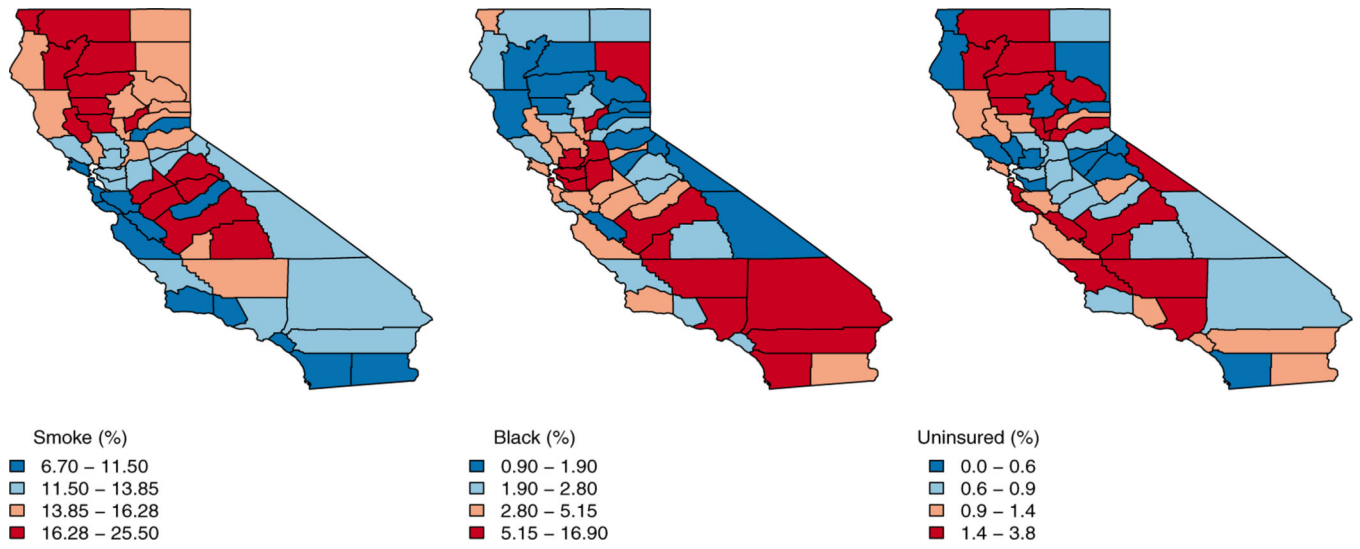 Smoke (%)
6.70 – 11.50
11.50 – 13.85
13.85 – 16.28
16.28 – 25.50
Black (%)
0.90 – 1.90
1.90 – 2.80
2.80 – 5.15
5.15 – 16.90
Uninsured (%)
0.0 – 0.6
0.6 – 0.9
0.9 – 1.4
1.4 – 3.8